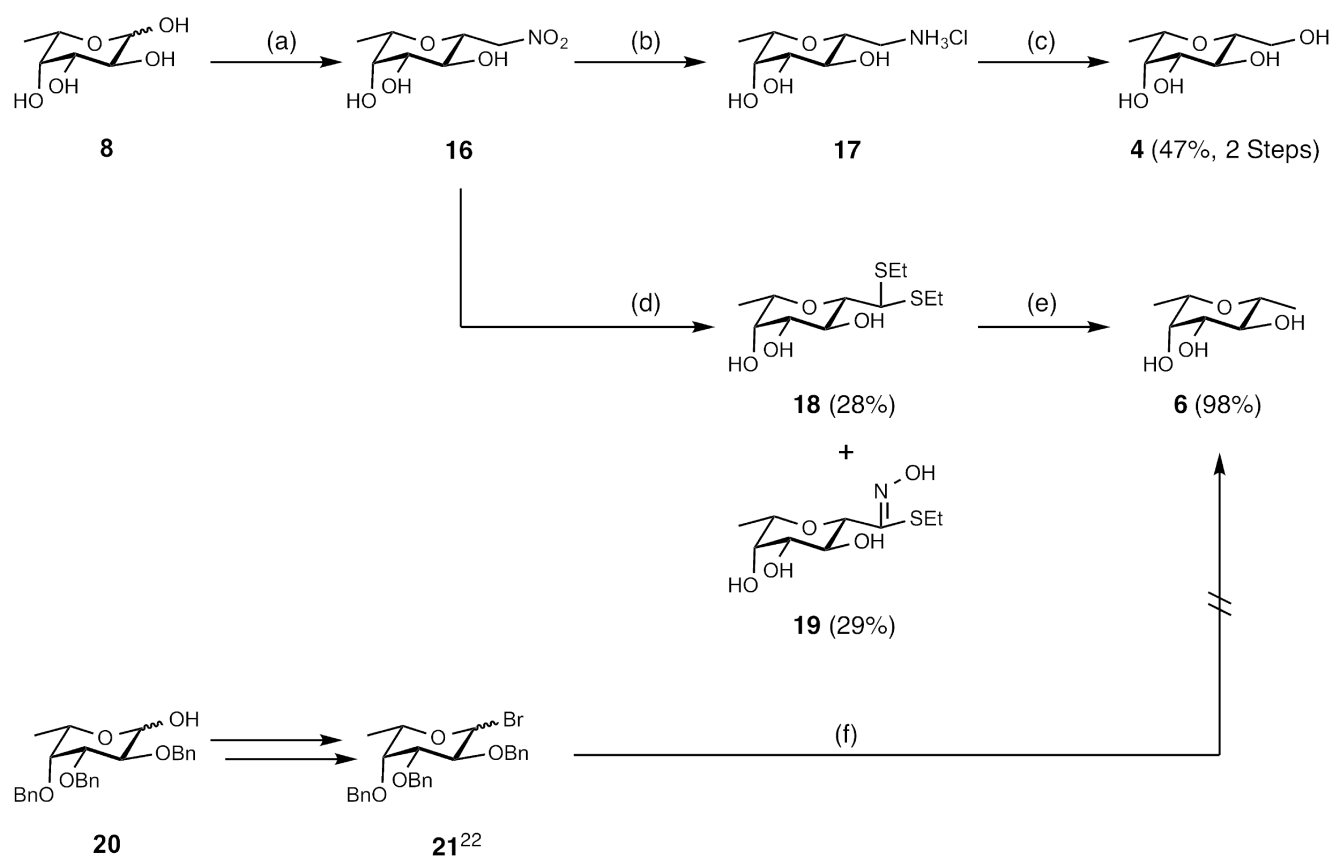 OH
O
OH
OH
HO
8
(a)
O
NO2
OH
OH
HO
16
(b)
O
NH3Cl
OH
OH
HO
17
(c)
O
OH
OH
OH
HO
4 (47%, 2 Steps)
(d)
SEt
SEt
O
OH
OH
HO
18 (28%)
(e)
O
OH
OH
HO
6 (98%)
+
OH
N
SEt
O
OH
OH
HO
19 (29%)
OH
O
OBn
OBn
BnO
20
Br
O
OBn
OBn
BnO
21²²
(f)